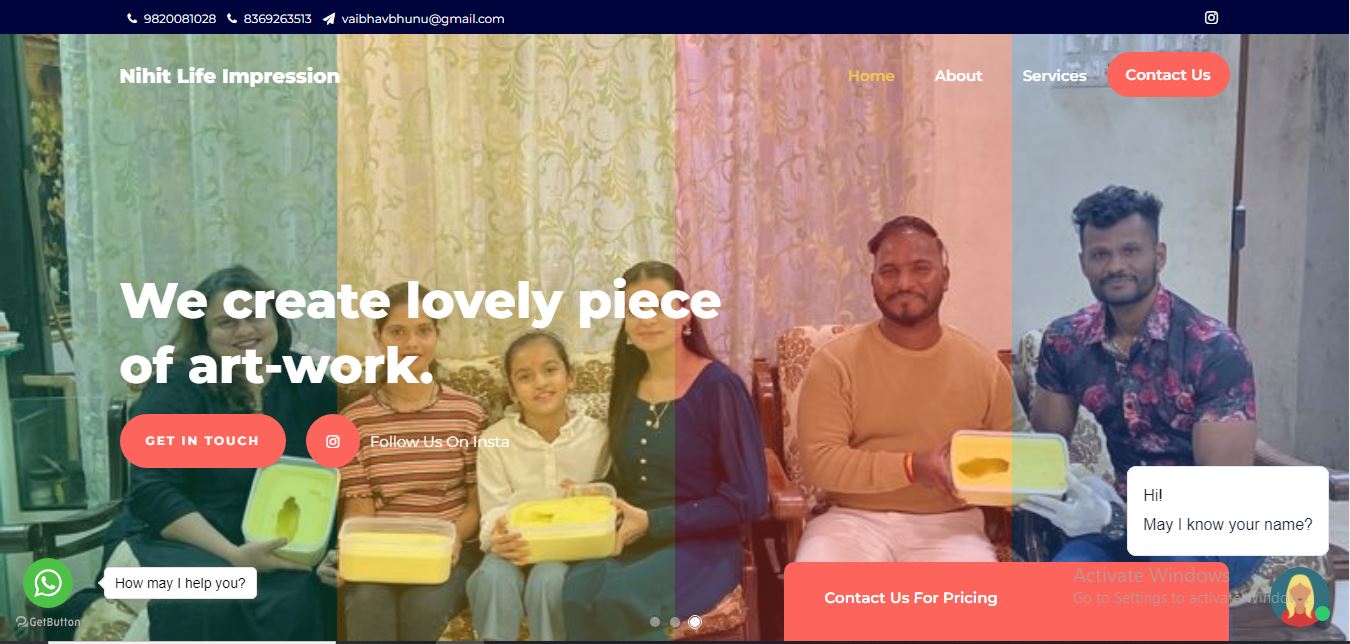 9820081028 8369263513 vaibhavbhunu@gmail.com
Nihit Life Impression
Home About Services Contact Us
We create lovely piece
of art-work.
GET IN TOUCH
Follow Us On Insta
Hi!
May I know your name?
How may I help you?
Contact Us For Pricing
Activate Windows
Go to Settings to activate Windo
GetButton